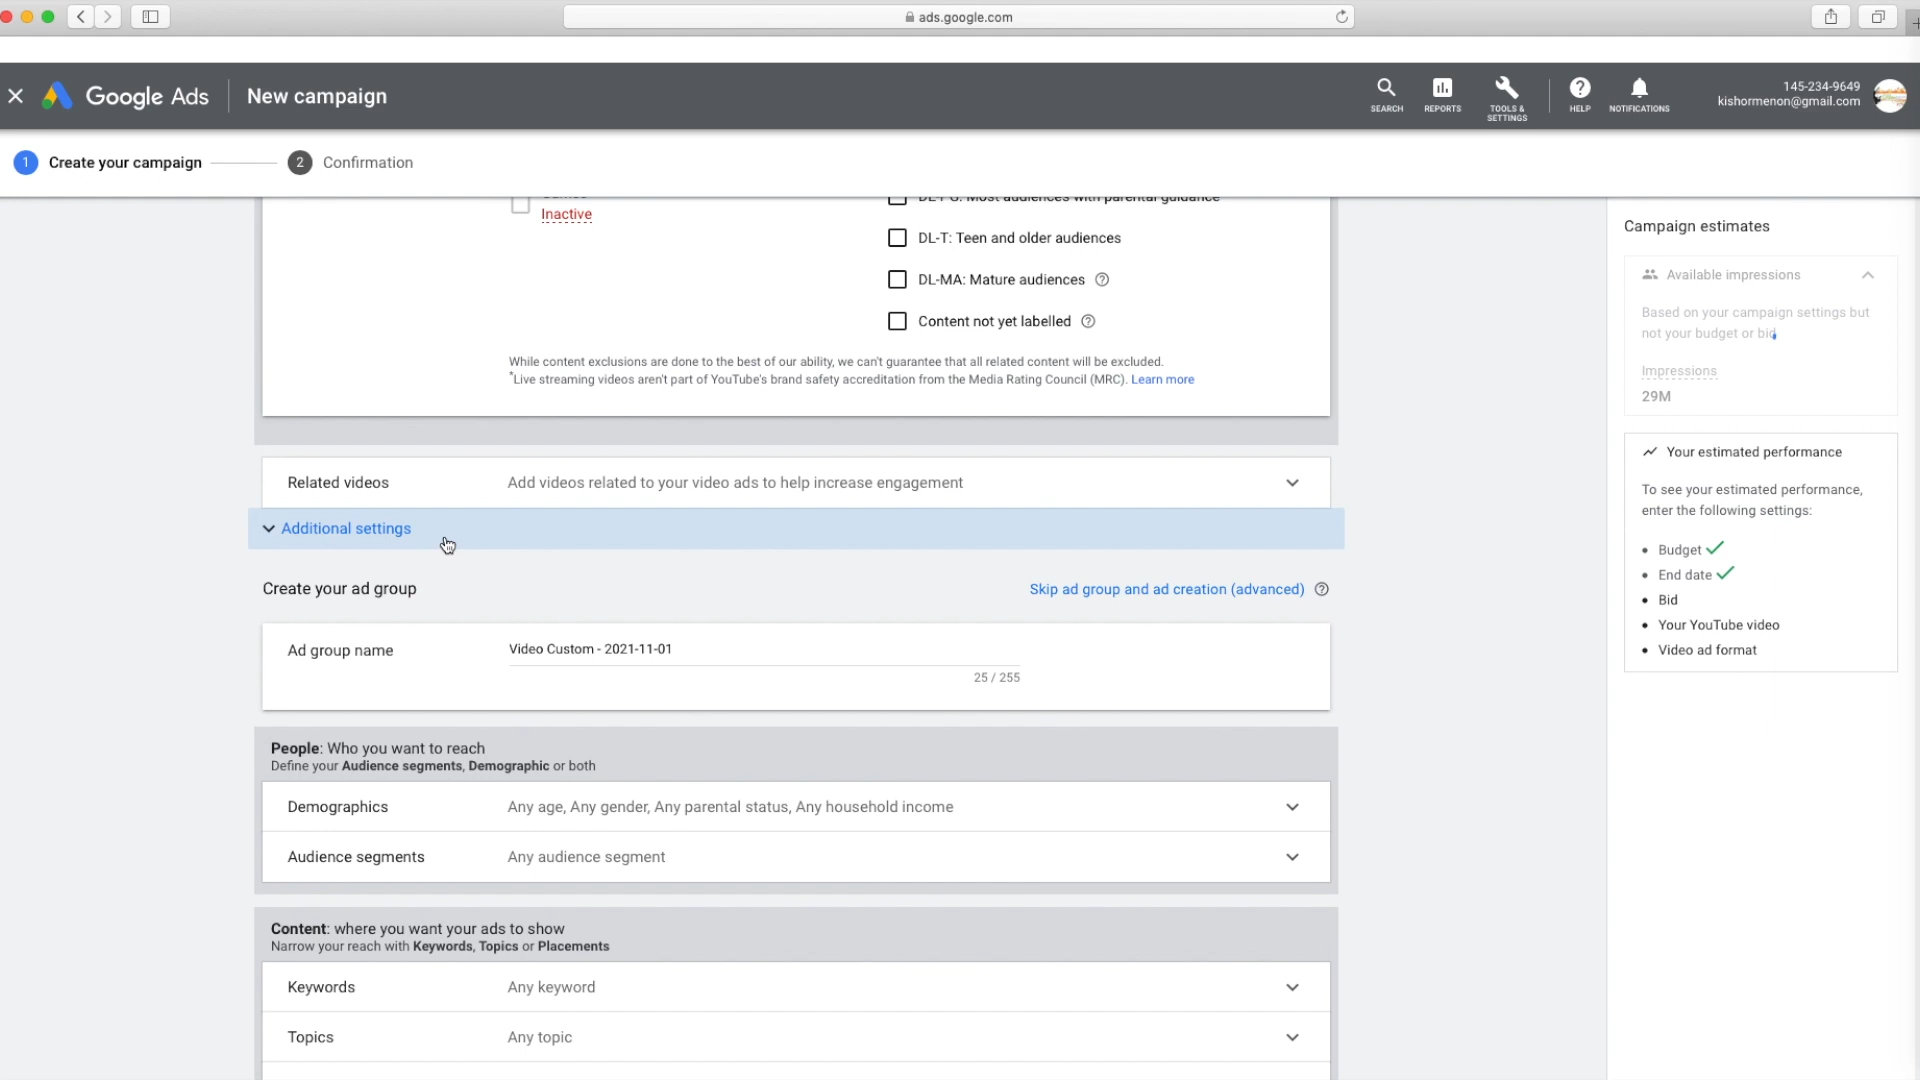 ads.google.com
Google Ads
New campaign
SEARCH
REPORTS
TOOLS &
SETTINGS
HELP
NOTIFICATIONS
145-234-9649
kishormenon@gmail.com
1 Create your campaign
2 Confirmation
Inactive
DL-PG: Most audiences with parental guidance
DL-T: Teen and older audiences
DL-MA: Mature audiences
Content not yet labelled
While content exclusions are done to the best of our ability, we can't guarantee that all related content will be excluded.
*Live streaming videos aren't part of YouTube's brand safety accreditation from the Media Rating Council (MRC). Learn more
Related videos
Add videos related to your video ads to help increase engagement
Additional settings
Create your ad group
Skip ad group and ad creation (advanced)
Ad group name
Video Custom - 2021-11-01
25 / 255
People: Who you want to reach
Define your Audience segments, Demographic or both
Demographics
Any age, Any gender, Any parental status, Any household income
Audience segments
Any audience segment
Content: where you want your ads to show
Narrow your reach with Keywords, Topics or Placements
Keywords
Any keyword
Topics
Any topic
Campaign estimates
Available impressions
Based on your campaign settings but
not your budget or bid
Impressions
29M
Your estimated performance
To see your estimated performance,
enter the following settings:
• Budget
• End date
• Bid
• Your YouTube video
• Video ad format